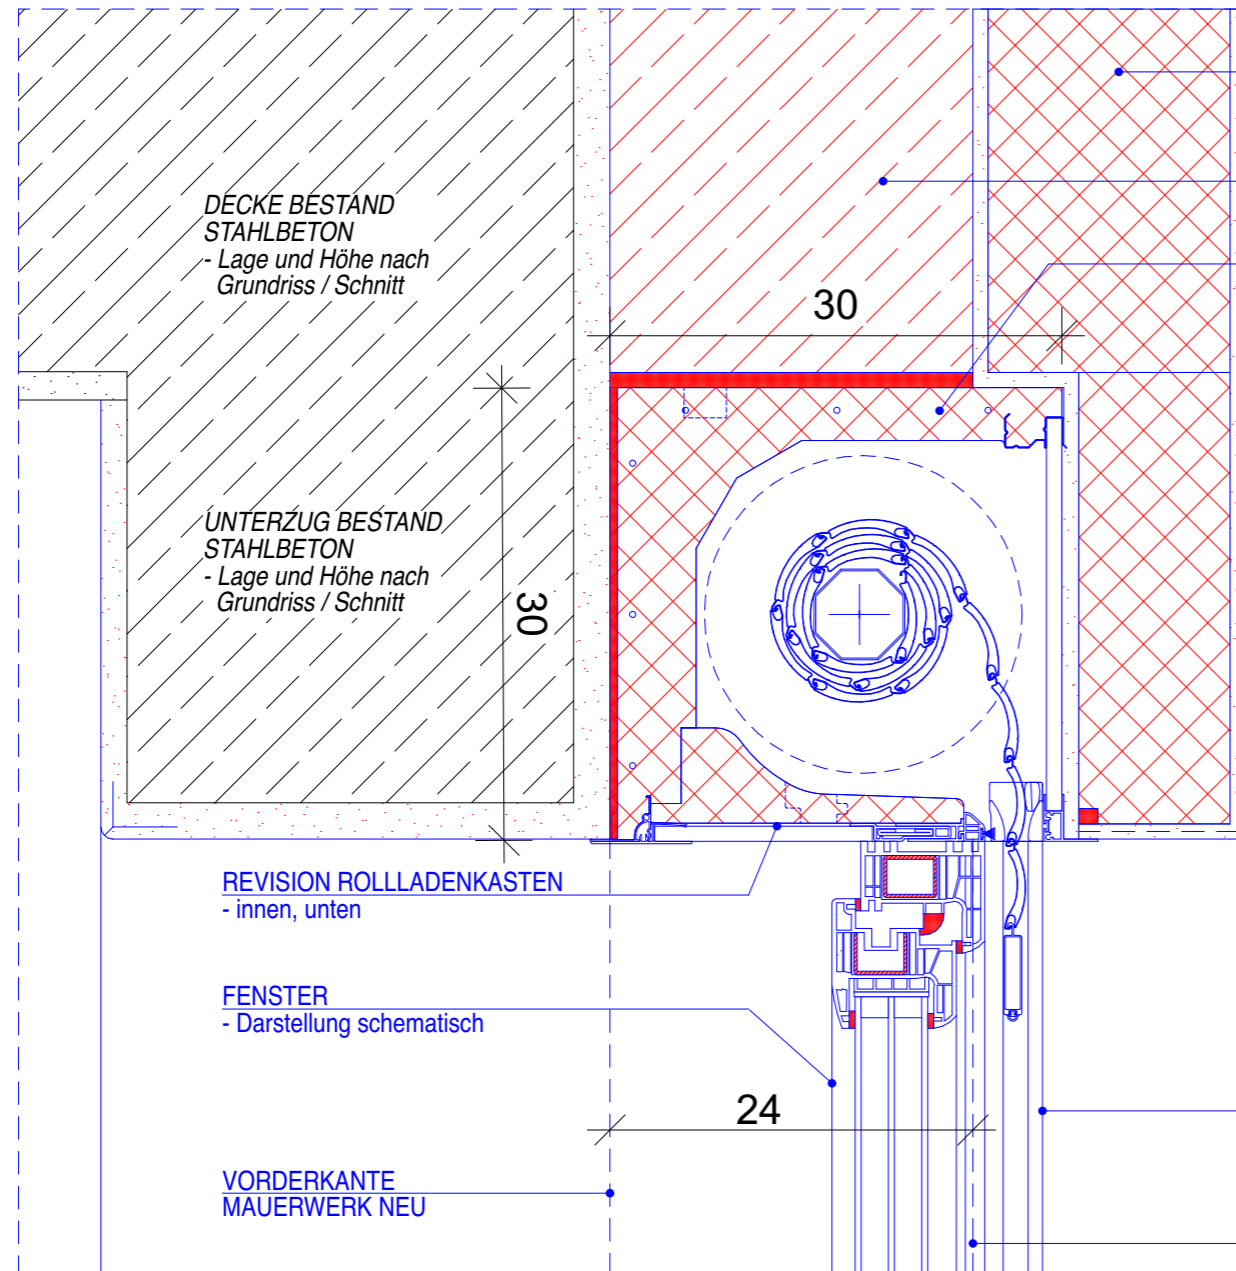 DECKE BESTAND
STAHLBETON
- Lage und Höhe nach
Grundriss / Schnitt
30
UNTERZUG BESTAND
STAHLBETON
- Lage und Höhe nach
Grundriss / Schnitt
30
REVISION ROLLLADENKASTEN
- innen, unten
FENSTER
- Darstellung schematisch
24
VORDERKANTE
MAUERWERK NEU